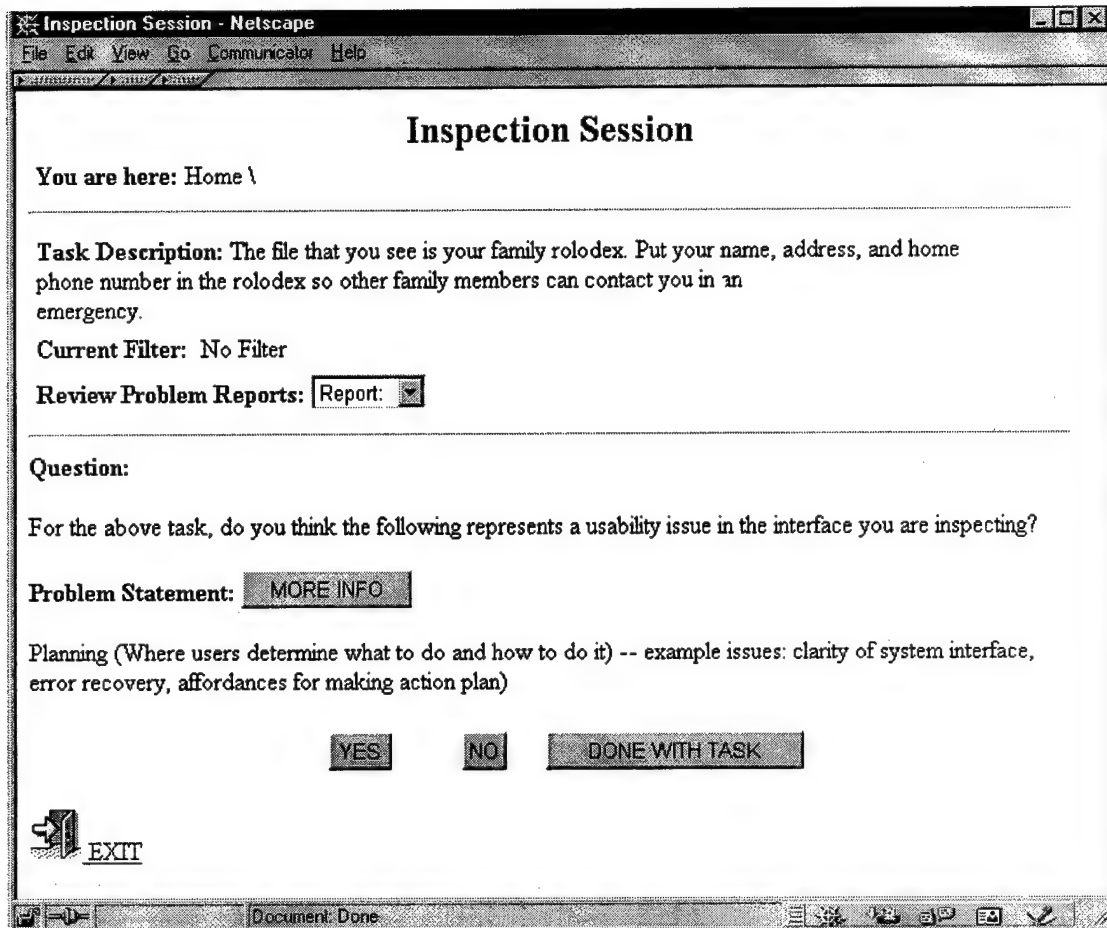 Inspection Session - Netscape
File Edit View Go Communicator Help
Inspection Session
You are here: Home \
Task Description: The file that you see is your family rolodex. Put your name, address, and home
phone number in the rolodex so other family members can contact you in an
emergency.
Current Filter: No Filter
Review Problem Reports: Report:
Question:
For the above task, do you think the following represents a usability issue in the interface you are inspecting?
Problem Statement: MORE INFO
Planning (Where users determine what to do and how to do it) -- example issues: clarity of system interface,
error recovery, affordances for making action plan)
YES NO DONE WITH TASK
EXIT
Document: Done